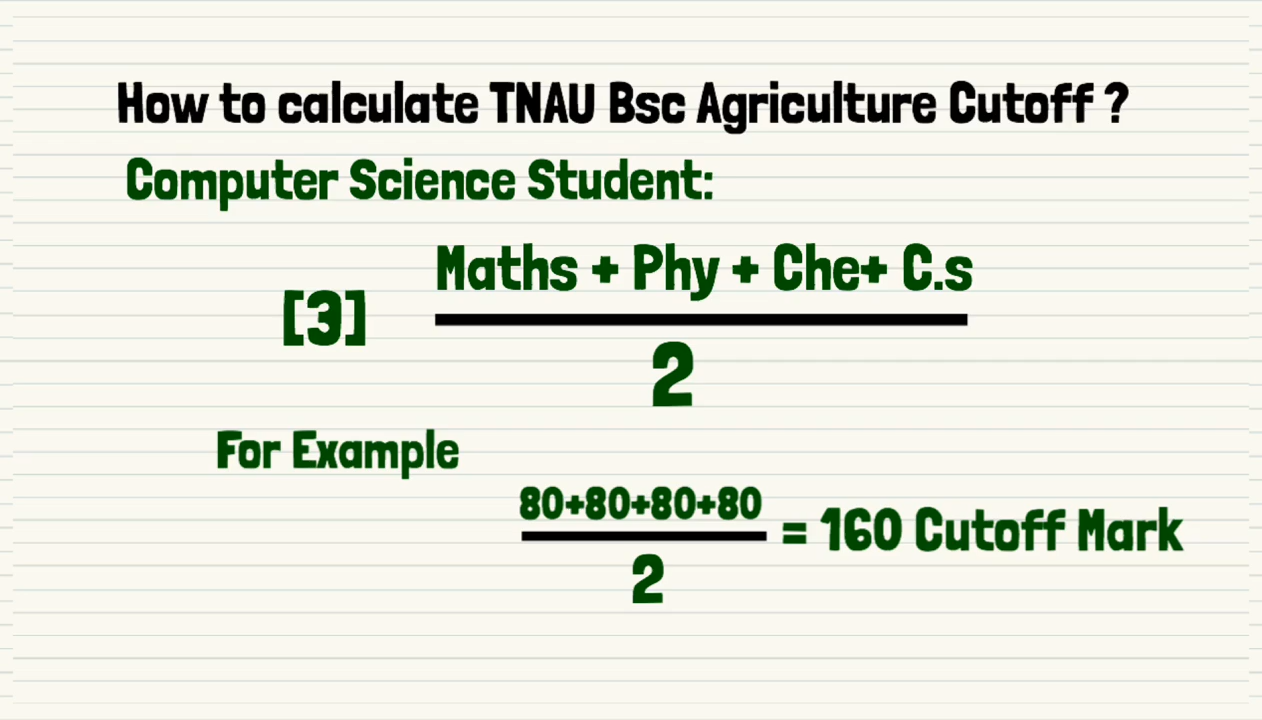 How to calculate TNAU Bsc Agriculture Cutoff ?
Computer Science Student:
[3] Maths + Phy + Che+ C.s
2
For Example
80+80+80+80
= 160 Cutoff Mark
2